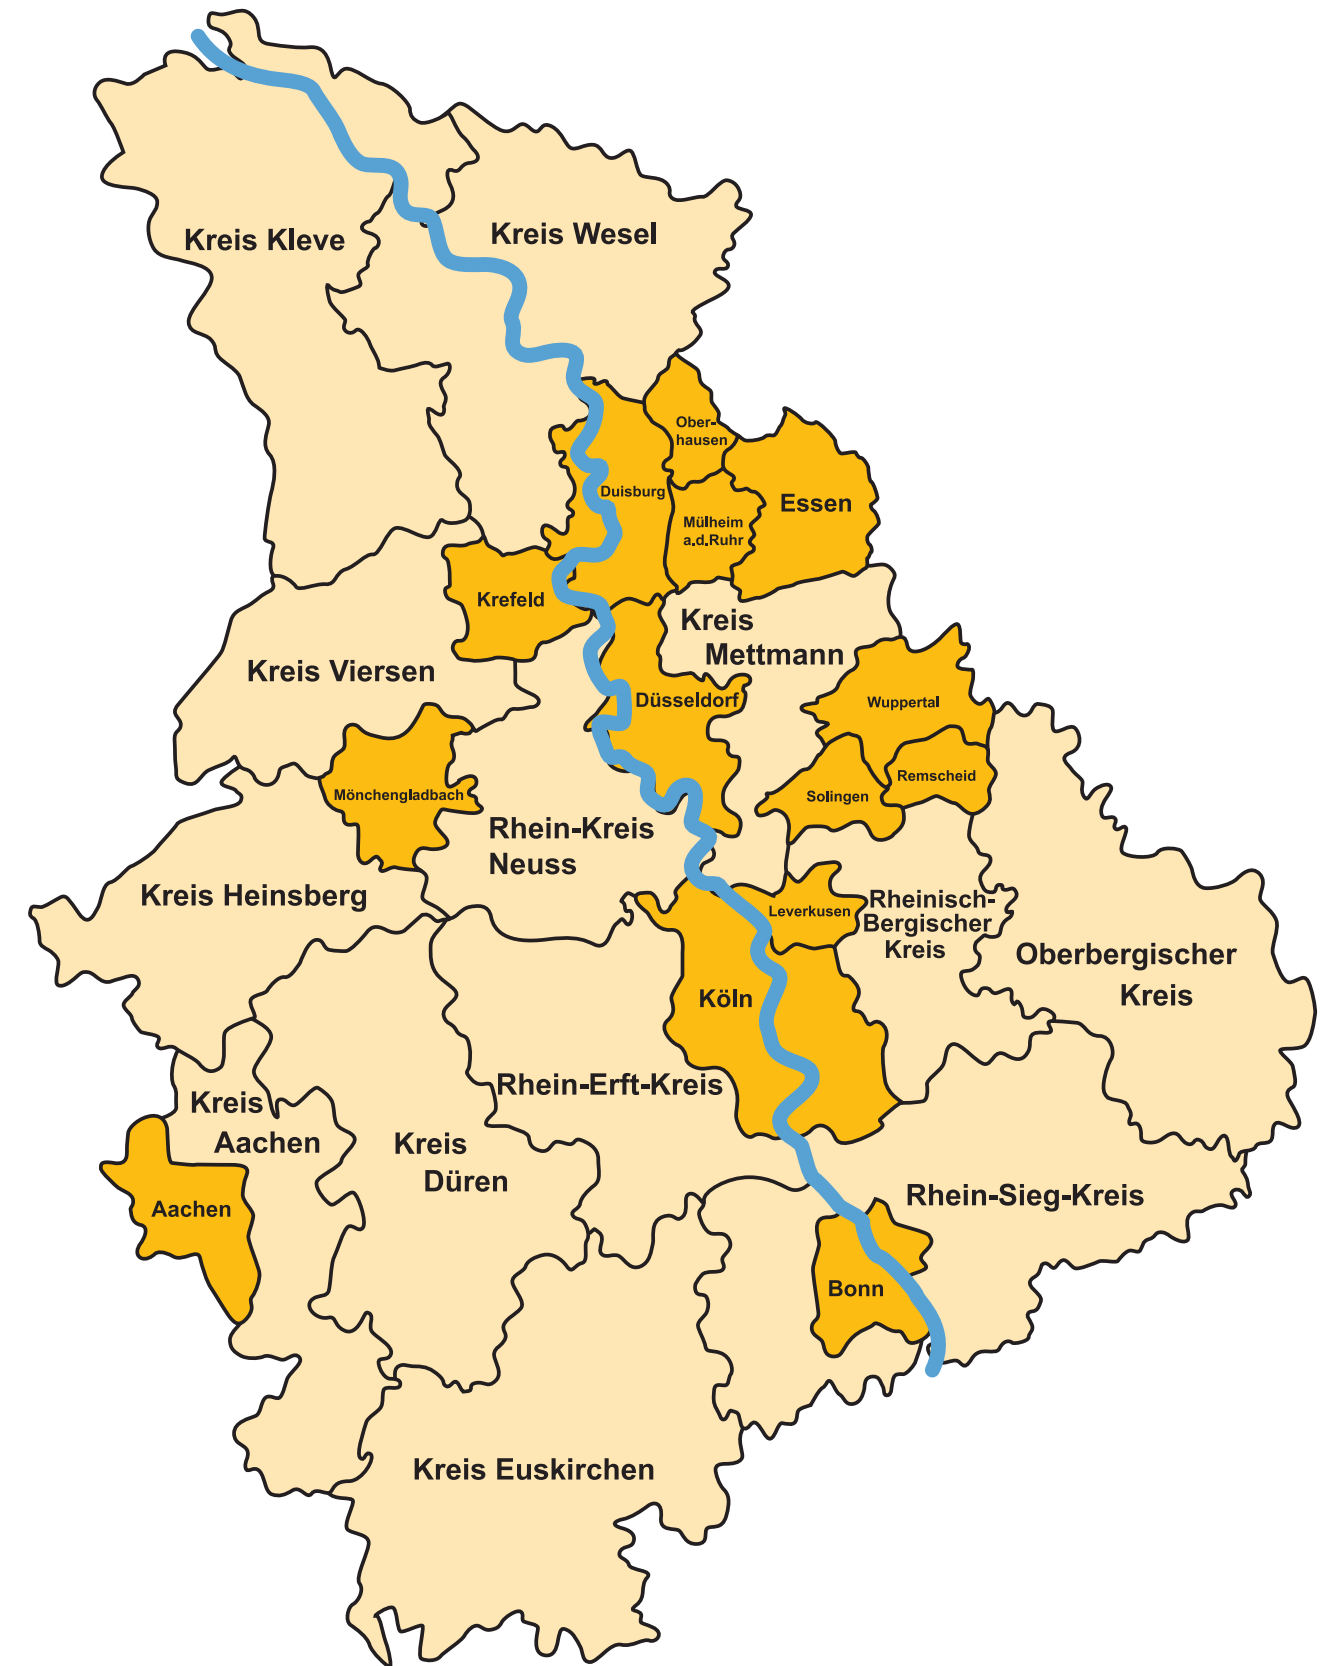 Kreis Kleve
Kreis Wesel
Ober-
hausen
Duisburg
Essen
Mülheim
a.d.Ruhr
Krefeld
Kreis
Mettmann
Kreis Viersen
Düsseldorf
Wuppertal
Mönchengladbach
Remscheid
Solingen
Rhein-Kreis
Neuss
Kreis Heinsberg
Leverkusen
Rheinisch-
Bergischer
Kreis
Oberbergischer
Kreis
Köln
Rhein-Erft-Kreis
Kreis
Aachen
Kreis
Düren
Aachen
Rhein-Sieg-Kreis
Bonn
Kreis Euskirchen